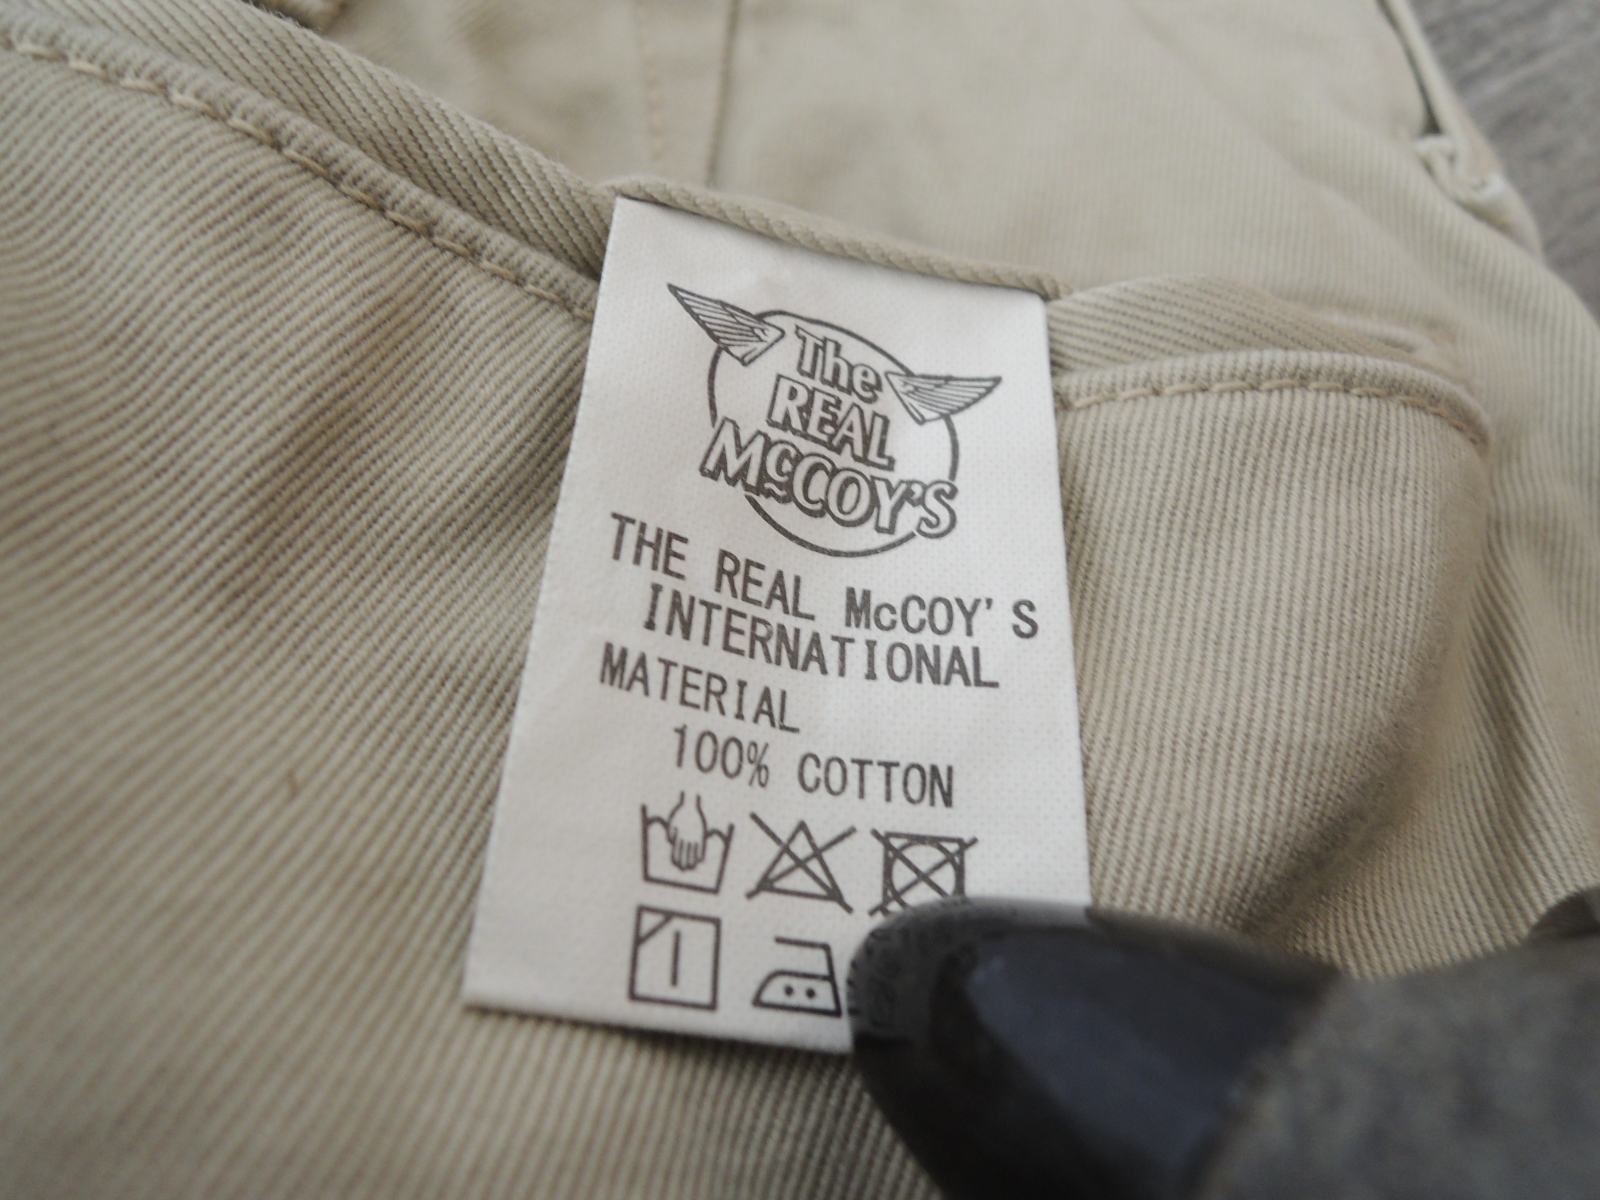 The
REAL
McCOY'S
THE REAL McCOY'S
INTERNATIONAL
MATERIAL
100% COTTON